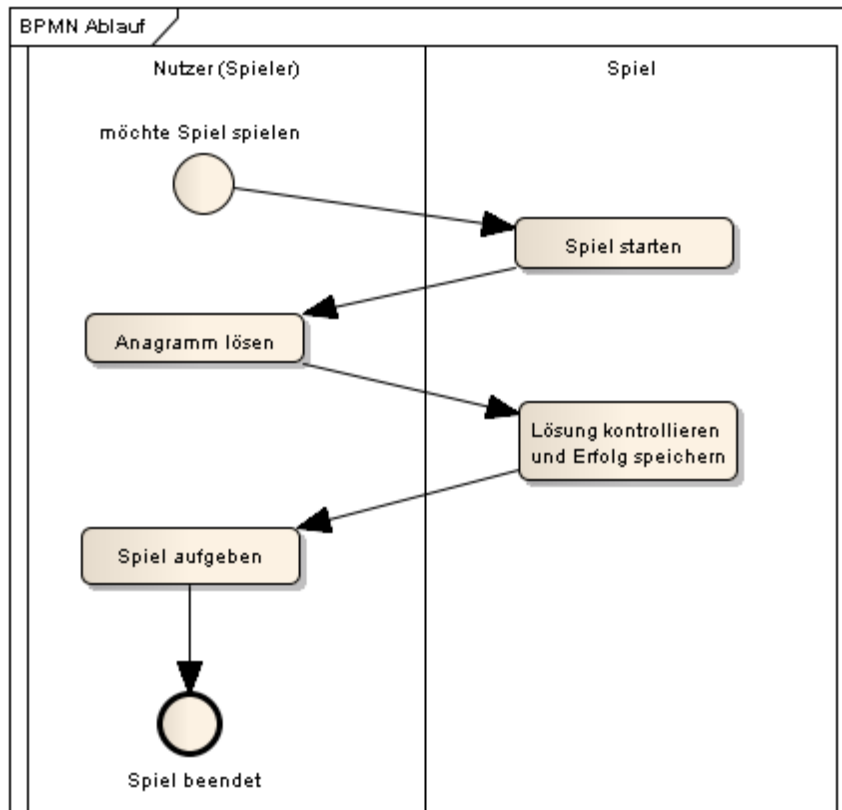 BPMN Ablauf
Nutzer (Spieler)
Spiel
möchte Spiel spielen
Spiel starten
Anagramm lösen
Lösung kontrollieren
und Erfolg speichern
Spiel aufgeben
Spiel beendet